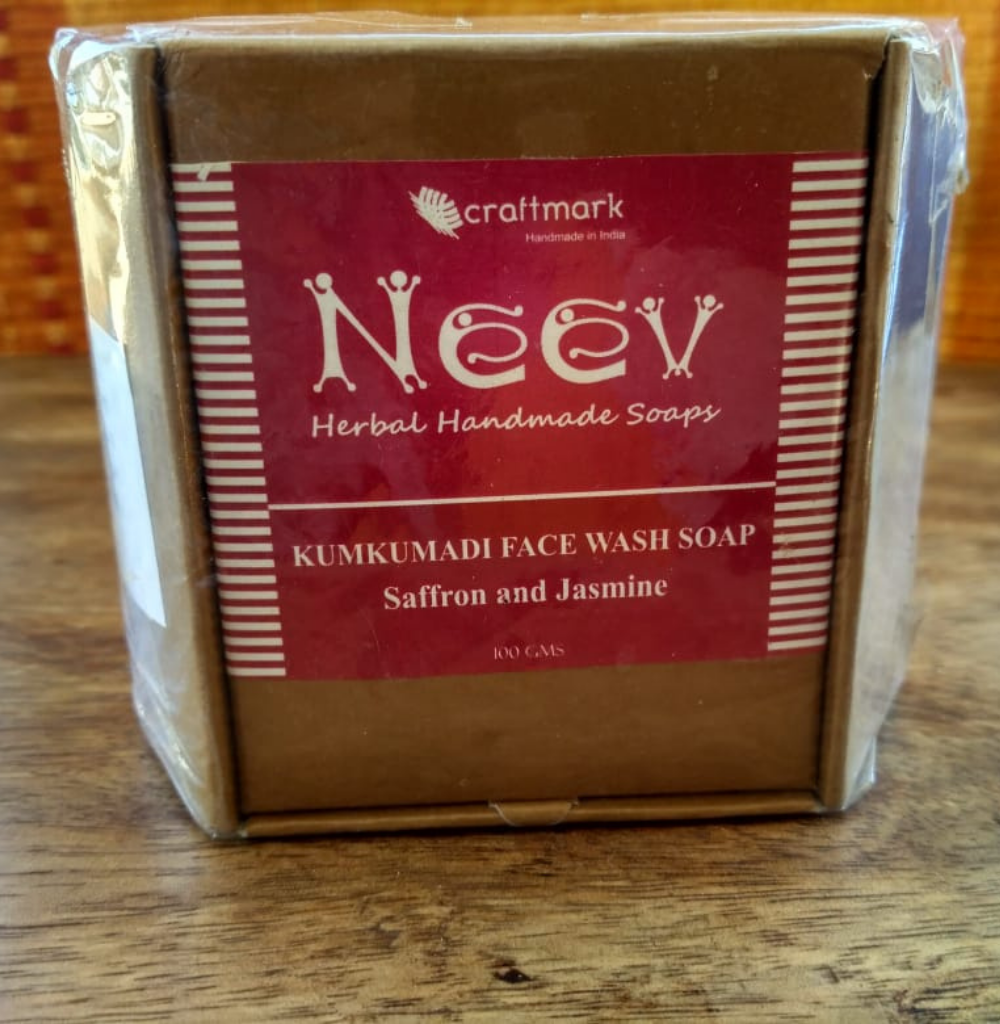 craftmark
Handmade in India
Neev
Herbal Handmade Soaps
KUMKUMADI FACE WASH SOAP
Saffron and Jasmine
100 GMS